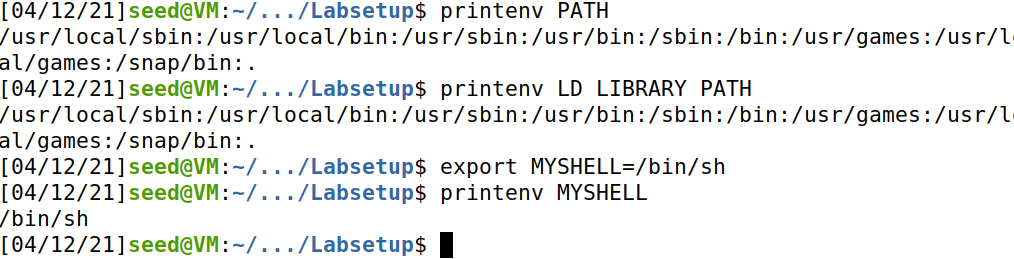 [04/12/21]seed@VM:~/.../Labsetup$ printenv PATH
/usr/local/sbin:/usr/local/bin:/usr/sbin:/usr/bin:/sbin:/bin:/usr/games:/usr/l
al/games:/snap/bin:.
[04/12/21]seed@VM:~/.../Labsetup$ printenv LD LIBRARY PATH
/usr/local/sbin:/usr/local/bin:/usr/sbin:/usr/bin:/sbin:/bin:/usr/games:/usr/l
al/games:/snap/bin:.
[04/12/21]seed@VM:~/.../Labsetup$ export MYSHELL=/bin/sh
[04/12/21]seed@VM:~/.../Labsetup$ printenv MYSHELL
/bin/sh
[04/12/21]seed@VM:~/.../Labsetup$